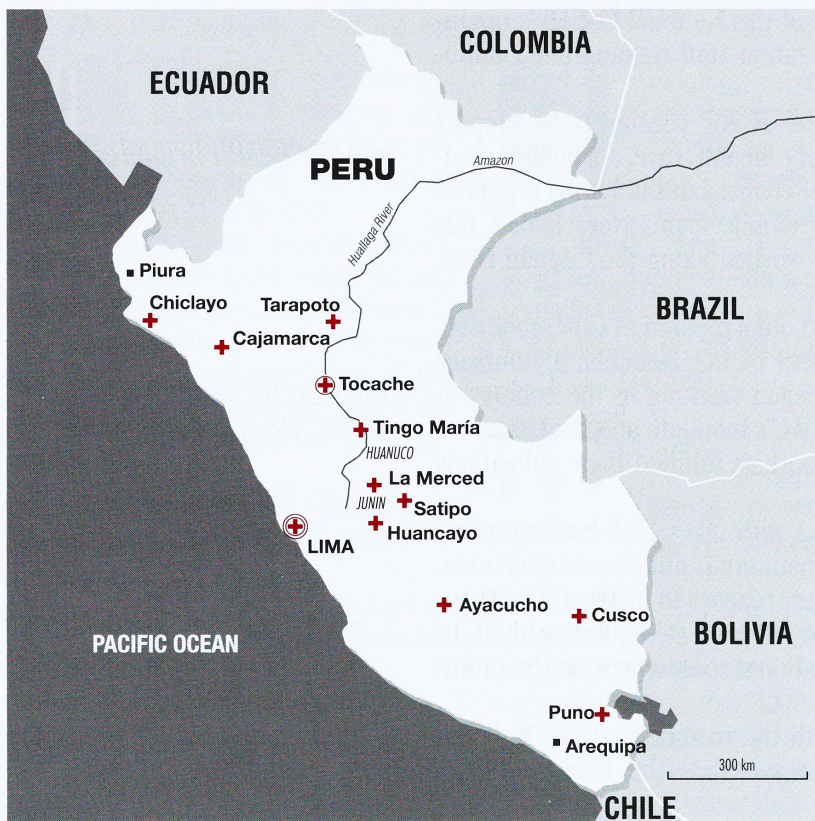 COLOMBIA
ECUADOR
PERU
Amazon
Huallaga River
Piura
Chiclayo
Tarapoto
BRAZIL
Cajamarca
Tocache
Tingo María
HUANUCO
La Merced
JUNIN
Satipo
Huancayo
LIMA
Ayacucho
Cusco
BOLIVIA
PACIFIC OCEAN
Puno
Arequipa
300 km
CHILE